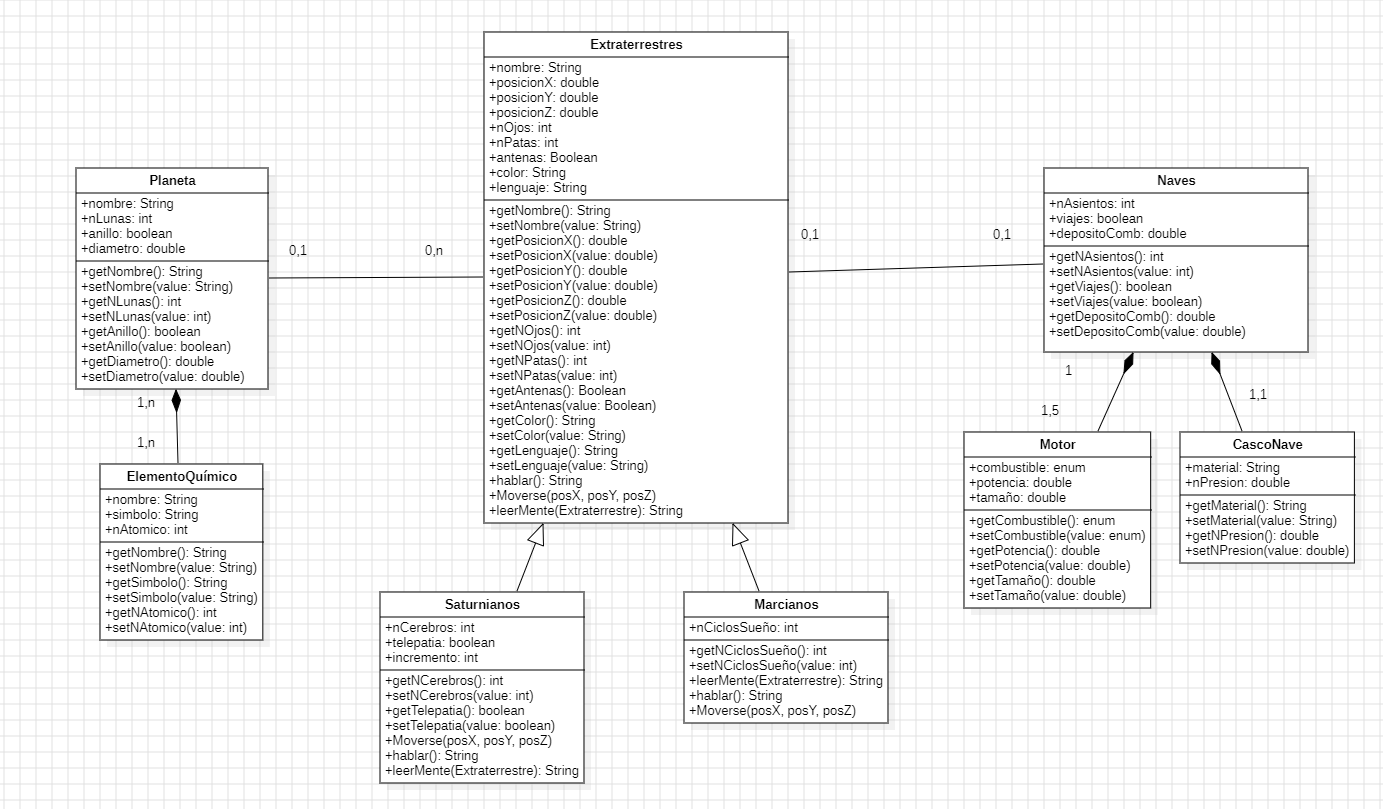 Extraterrestres
+nombre: String
+posicionX: double
+posicionY: double
+posicionZ: double
+nOjos: int
+nPatas: int
+antenas: Boolean
+color: String
+lenguaje: String
+getNombre(): String
+setNombre(value: String)
+getPosicionX(): double
+setPosicionX(value: double)
+getPosicionY(): double
+setPosicionY(value: double)
+getPosicionZ(): double
+setPosicionZ(value: double)
+getNOjos(): int
+setNOjos(value: int)
+getNPatas(): int
+setNPatas(value: int)
+getAntenas(): Boolean
+setAntenas(value: Boolean)
+getColor(): String
+setColor(value: String)
+getLenguaje(): String
+setLenguaje(value: String)
+hablar(): String
+Moverse(posX, posY, posZ)
+leerMente(Extraterrestre): String
Planeta
+nombre: String
+nLunas: int
+anillo: boolean
+diametro: double
+getNombre(): String
+setNombre(value: String)
+getNLunas(): int
+setNLunas(value: int)
+getAnillo(): boolean
+setAnillo(value: boolean)
+getDiametro(): double
+setDiametro(value: double)
0,1
0,n
0,1
0,1
Naves
+nAsientos: int
+viajes: boolean
+depositoComb: double
+getNAsientos(): int
+setNAsientos(value: int)
+getViajes(): boolean
+setViajes(value: boolean)
+getDepositoComb(): double
+setDepositoComb(value: double)
1,n
1,n
1
1,5
1,1
ElementoQuímico
+nombre: String
+simbolo: String
+nAtomico: int
+getNombre(): String
+setNombre(value: String)
+getSimbolo(): String
+setSimbolo(value: String)
+getNAtomico(): int
+setNAtomico(value: int)
Motor
+combustible: enum
+potencia: double
+tamaño: double
+getCombustible(): enum
+setCombustible(value: enum)
+getPotencia(): double
+setPotencia(value: double)
+getTamaño(): double
+setTamaño(value: double)
CascoNave
+material: String
+nPresion: double
+getMaterial(): String
+setMaterial(value: String)
+getNPresion(): double
+setNPresion(value: double)
Saturnianos
+nCerebros: int
+telepatia: boolean
+incremento: int
+getNCerebros(): int
+setNCerebros(value: int)
+getTelepatia(): boolean
+setTelepatia(value: boolean)
+Moverse(posX, posY, posZ)
+hablar(): String
+leerMente(Extraterrestre): String
Marcianos
+nCiclosSueño: int
+getNCiclosSueño(): int
+setNCiclosSueño(value: int)
+leerMente(Extraterrestre): String
+hablar(): String
+Moverse(posX, posY, posZ)